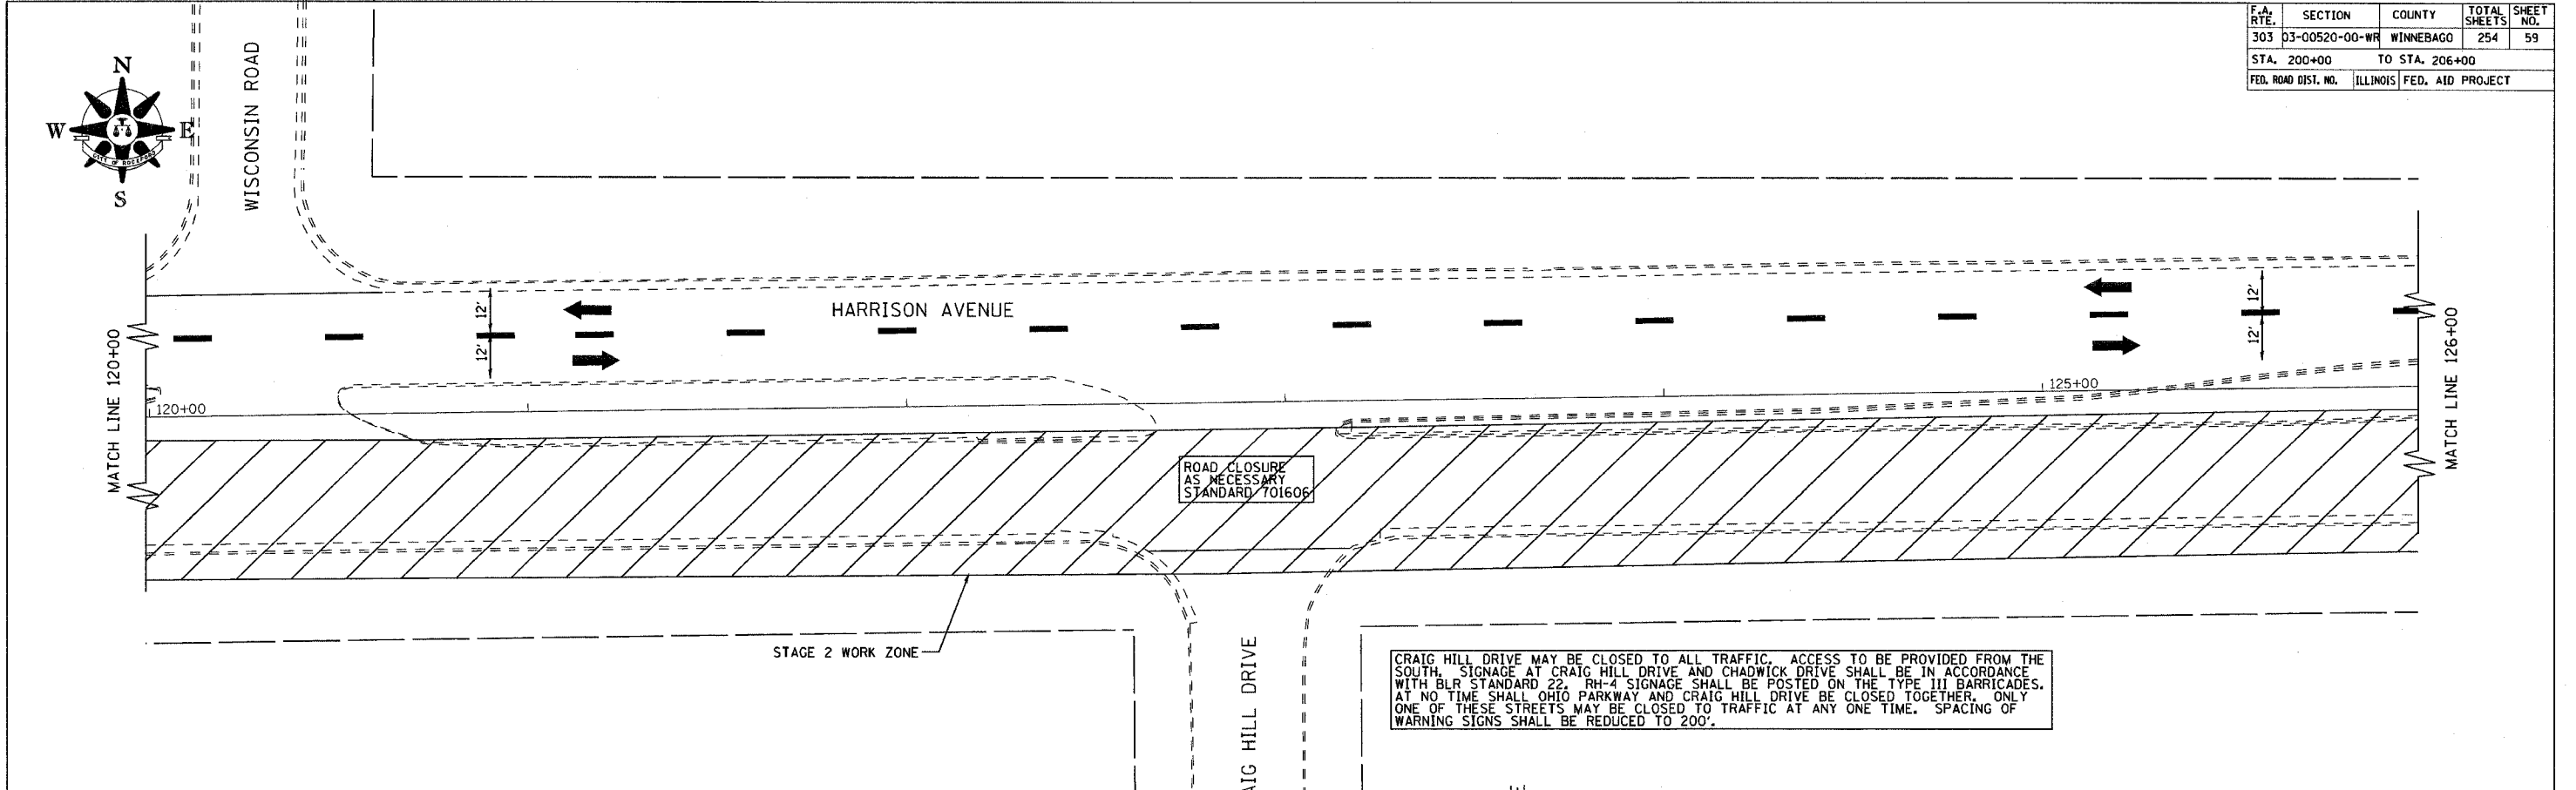 F.A. RTE. SECTION COUNTY TOTAL SHEETS SHEET NO.
303 03-00520-00-WR WINNEBAGO 254 59
STA. 200+00 TO STA. 206+00
FED. ROAD DIST. NO. ILLINOIS FED. AID PROJECT
N
W E
S
CITY OF ROCKFORD
WISCONSIN ROAD
HARRISON AVENUE
12'
12'
12'
12'
MATCH LINE 120+00
MATCH LINE 126+00
120+00
125+00
ROAD CLOSURE
AS NECESSARY
STANDARD 701606
STAGE 2 WORK ZONE
AIG HILL DRIVE
CRAIG HILL DRIVE MAY BE CLOSED TO ALL TRAFFIC. ACCESS TO BE PROVIDED FROM THE
SOUTH. SIGNAGE AT CRAIG HILL DRIVE AND CHADWICK DRIVE SHALL BE IN ACCORDANCE
WITH BLR STANDARD 22. RH-4 SIGNAGE SHALL BE POSTED ON THE TYPE III BARRICADES.
AT NO TIME SHALL OHIO PARKWAY AND CRAIG HILL DRIVE BE CLOSED TOGETHER. ONLY
ONE OF THESE STREETS MAY BE CLOSED TO TRAFFIC AT ANY ONE TIME. SPACING OF
WARNING SIGNS SHALL BE REDUCED TO 200'.